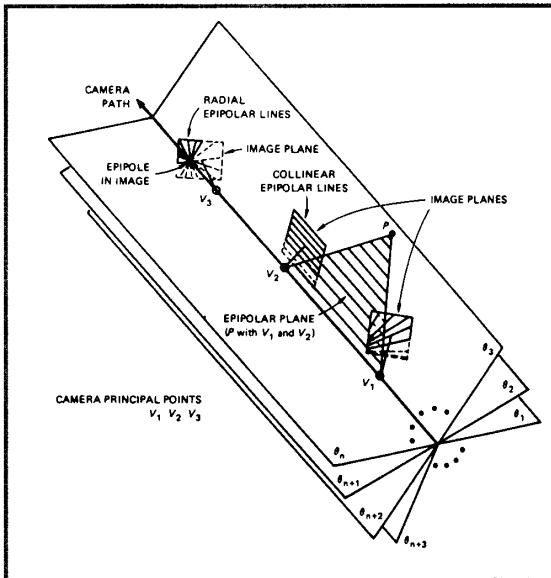 CAMERA
PATH
RADIAL
EPIPOLAR LINES
IMAGE PLANE
EPIPOLE
IN IMAGE
COLLINEAR
EPIPOLAR LINES
IMAGE PLANES
V3
P
V2
EPIPOLAR PLANE
(P with V1 and V2)
V1
θ3
θ2
θ1
CAMERA PRINCIPAL POINTS
V1 V2 V3
θn
θn+1
θn+2
θn+3